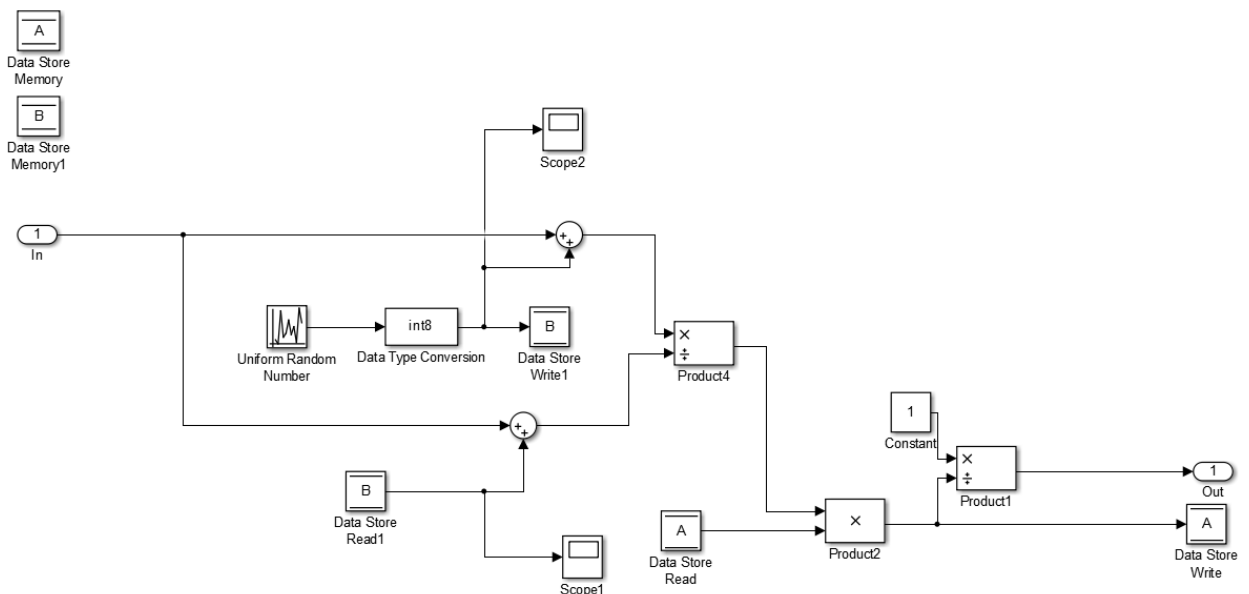 A
Data Store
Memory
B
Data Store
Memory1
Scope2
1
In
+
+
Uniform Random
Number
int8
Data Type Conversion
B
Data Store
Write1
×
÷
Product4
+
+
1
Constant
×
÷
Product1
1
Out
B
Data Store
Read1
Scope1
A
Data Store
Read
×
Product2
A
Data Store
Write